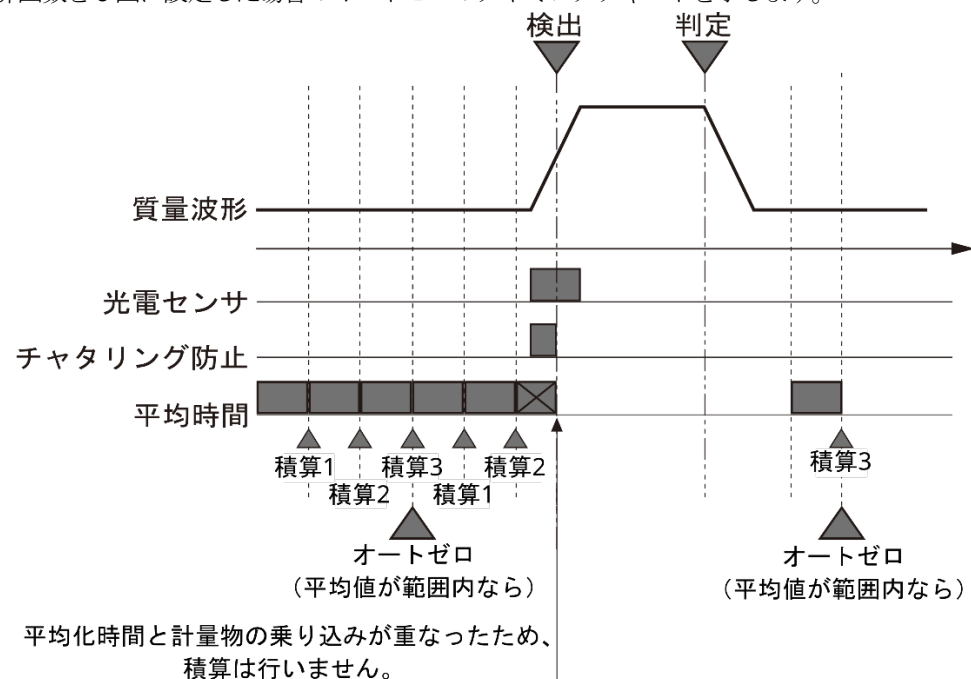 検出 判定
質量波形
光電センサ
チャタリング防止
平均時間
積算1 積算3 積算2 積算3
積算2 積算1
オートゼロ オートゼロ
（平均値が範囲内なら） （平均値が範囲内なら）
平均化時間と計量物の乗り込みが重なったため、
積算は行いません。